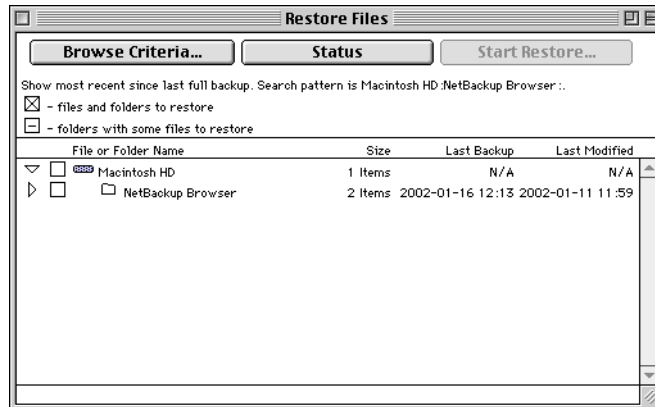 Restore Files
Browse Criteria... Status Start Restore...
Show most recent since last full backup. Search pattern is Macintosh HD:NetBackup Browser:.
- files and folders to restore
- folders with some files to restore
File or Folder Name Size Last Backup Last Modified
Macintosh HD 1 Items N/A N/A
NetBackup Browser 2 Items 2002-01-16 12:13 2002-01-11 11:59